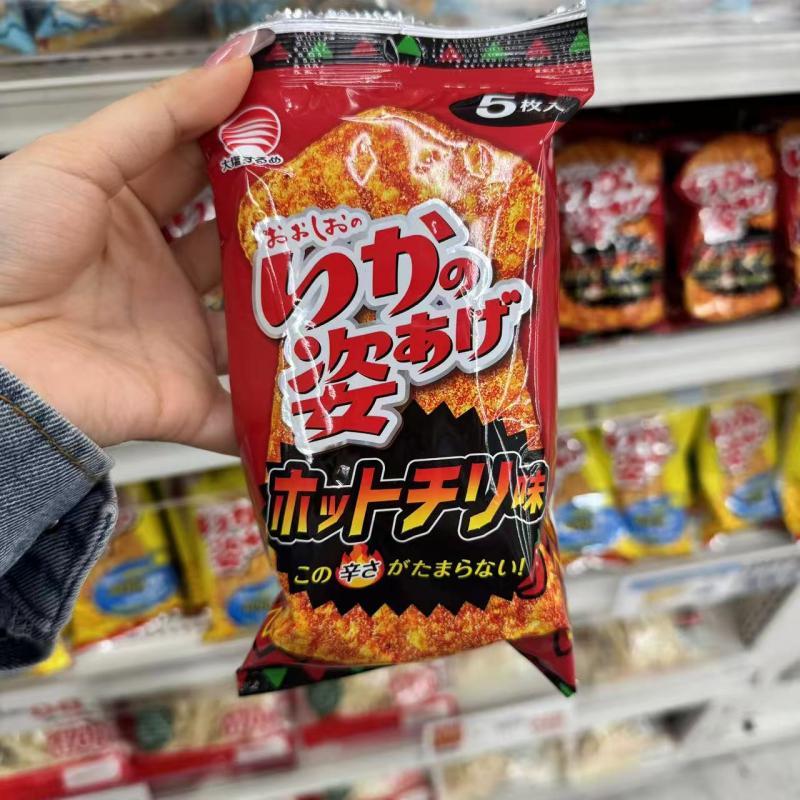 5枚入
大塩するめ
おおしおの
いかの
姿あげ
ホットチリ味
この辛さがたまらない!